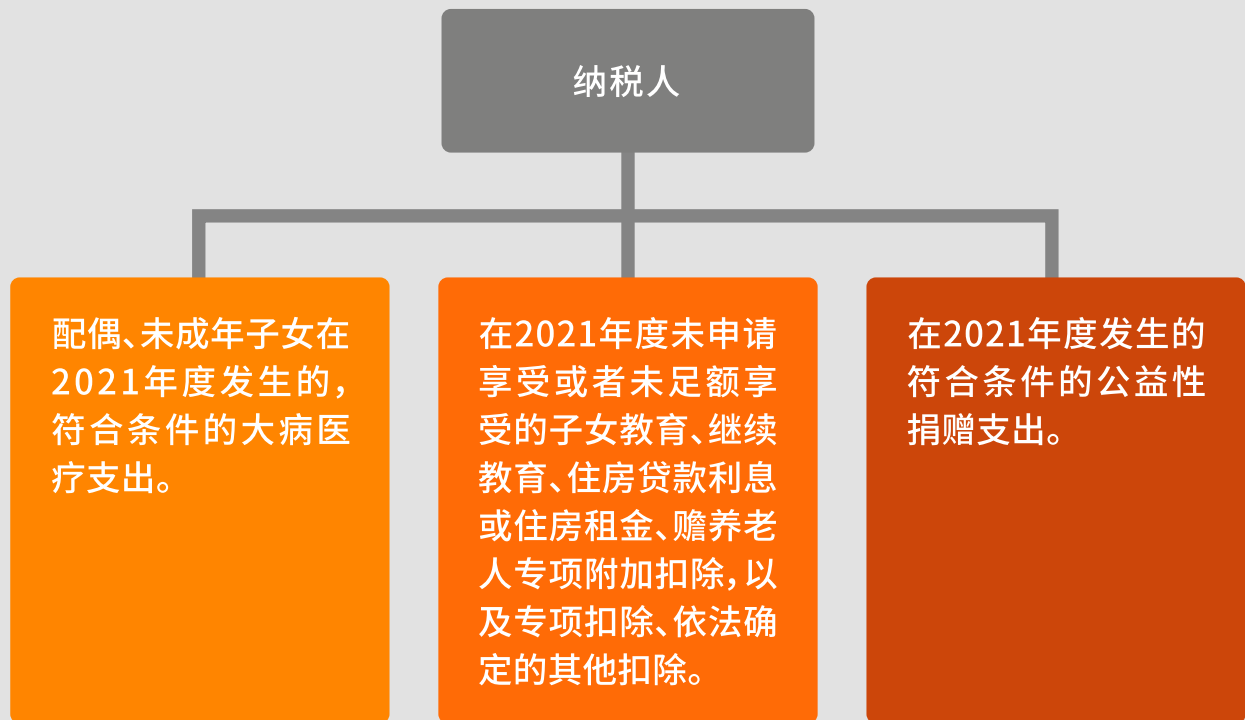 纳税人
配偶、未成年子女在
2021年度发生的，
符合条件的大病医
疗支出。
在2021年度未申请
享受或者未足额享
受的子女教育、继续
教育、住房贷款利息
或住房租金、赡养老
人专项附加扣除，以
及专项扣除、依法确
定的其他扣除。
在2021年度发生的
符合条件的公益性
捐赠支出。